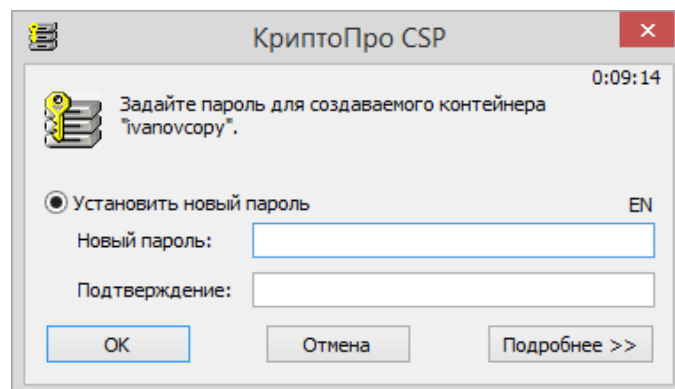 КриптоПро CSP
0:09:14
Задайте пароль для создаваемого контейнера
"ivanovcopy".
Установить новый пароль
EN
Новый пароль:
Подтверждение:
OK
Отмена
Подробнее >>